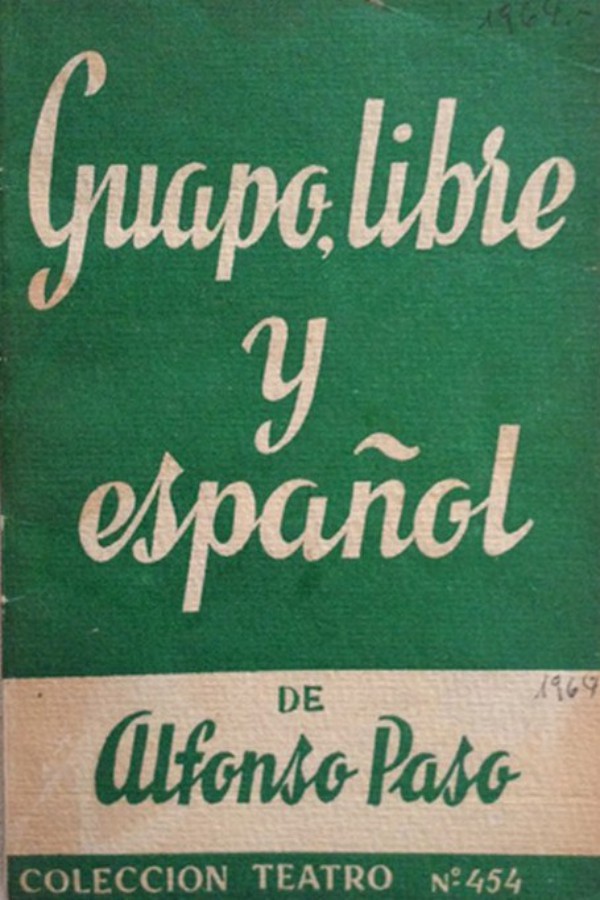 1964.-
Guapo, libre
y
español
DE
1964
Alfonso Paso
COLECCION TEATRO Nº 454